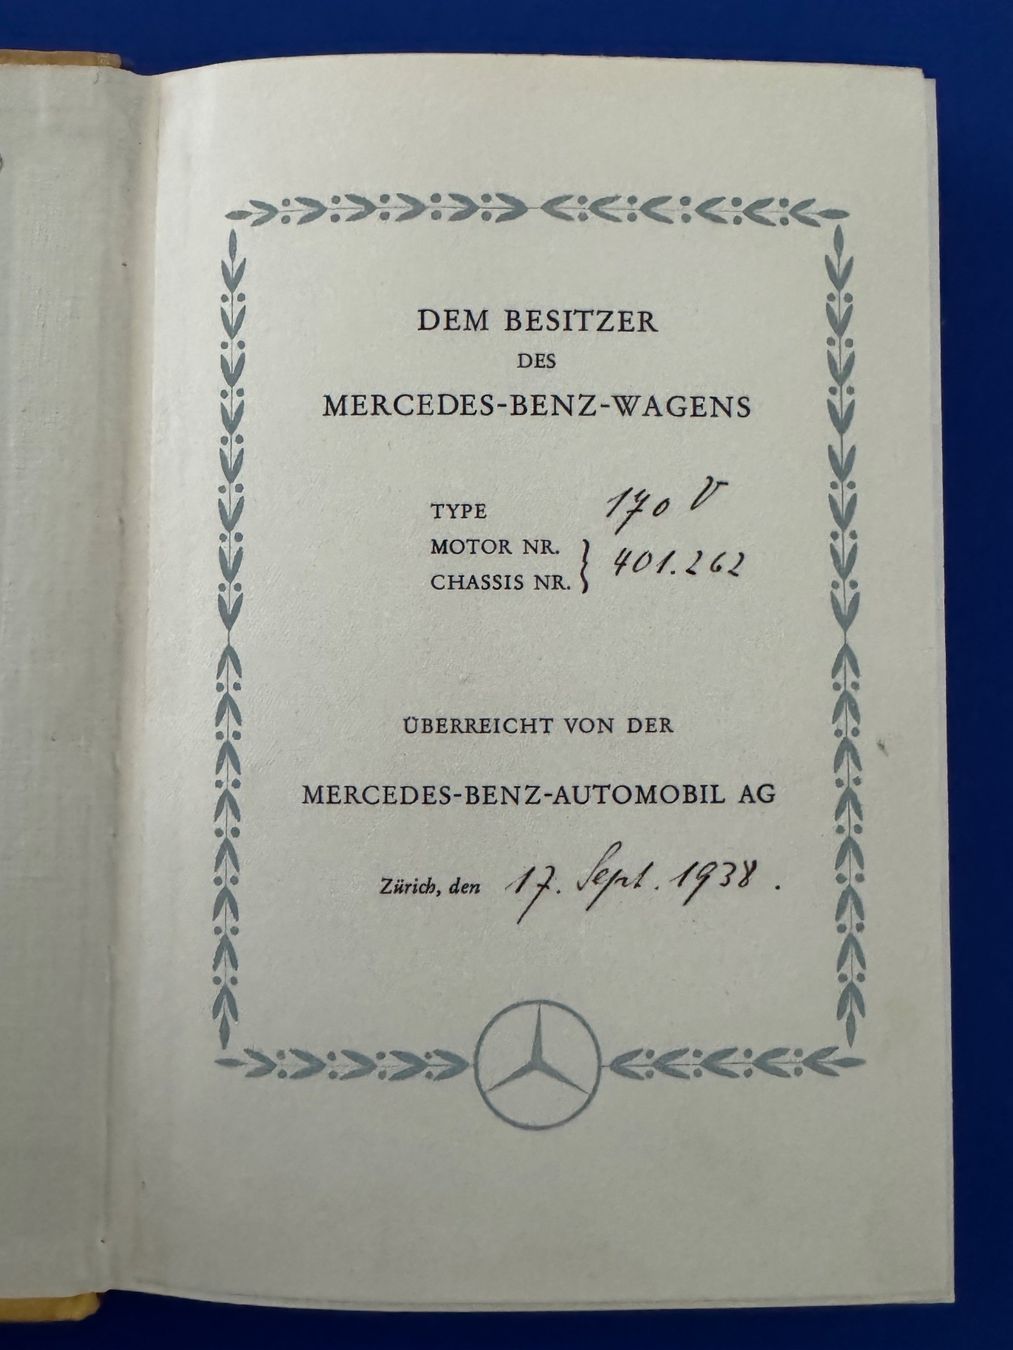 DEM BESITZER
DES
MERCEDES-BENZ-WAGENS
TYPE 170 V
MOTOR NR. } 401.262
CHASSIS NR.
ÜBERREICHT VON DER
MERCEDES-BENZ-AUTOMOBIL AG
Zürich, den 17. Sept. 1938.